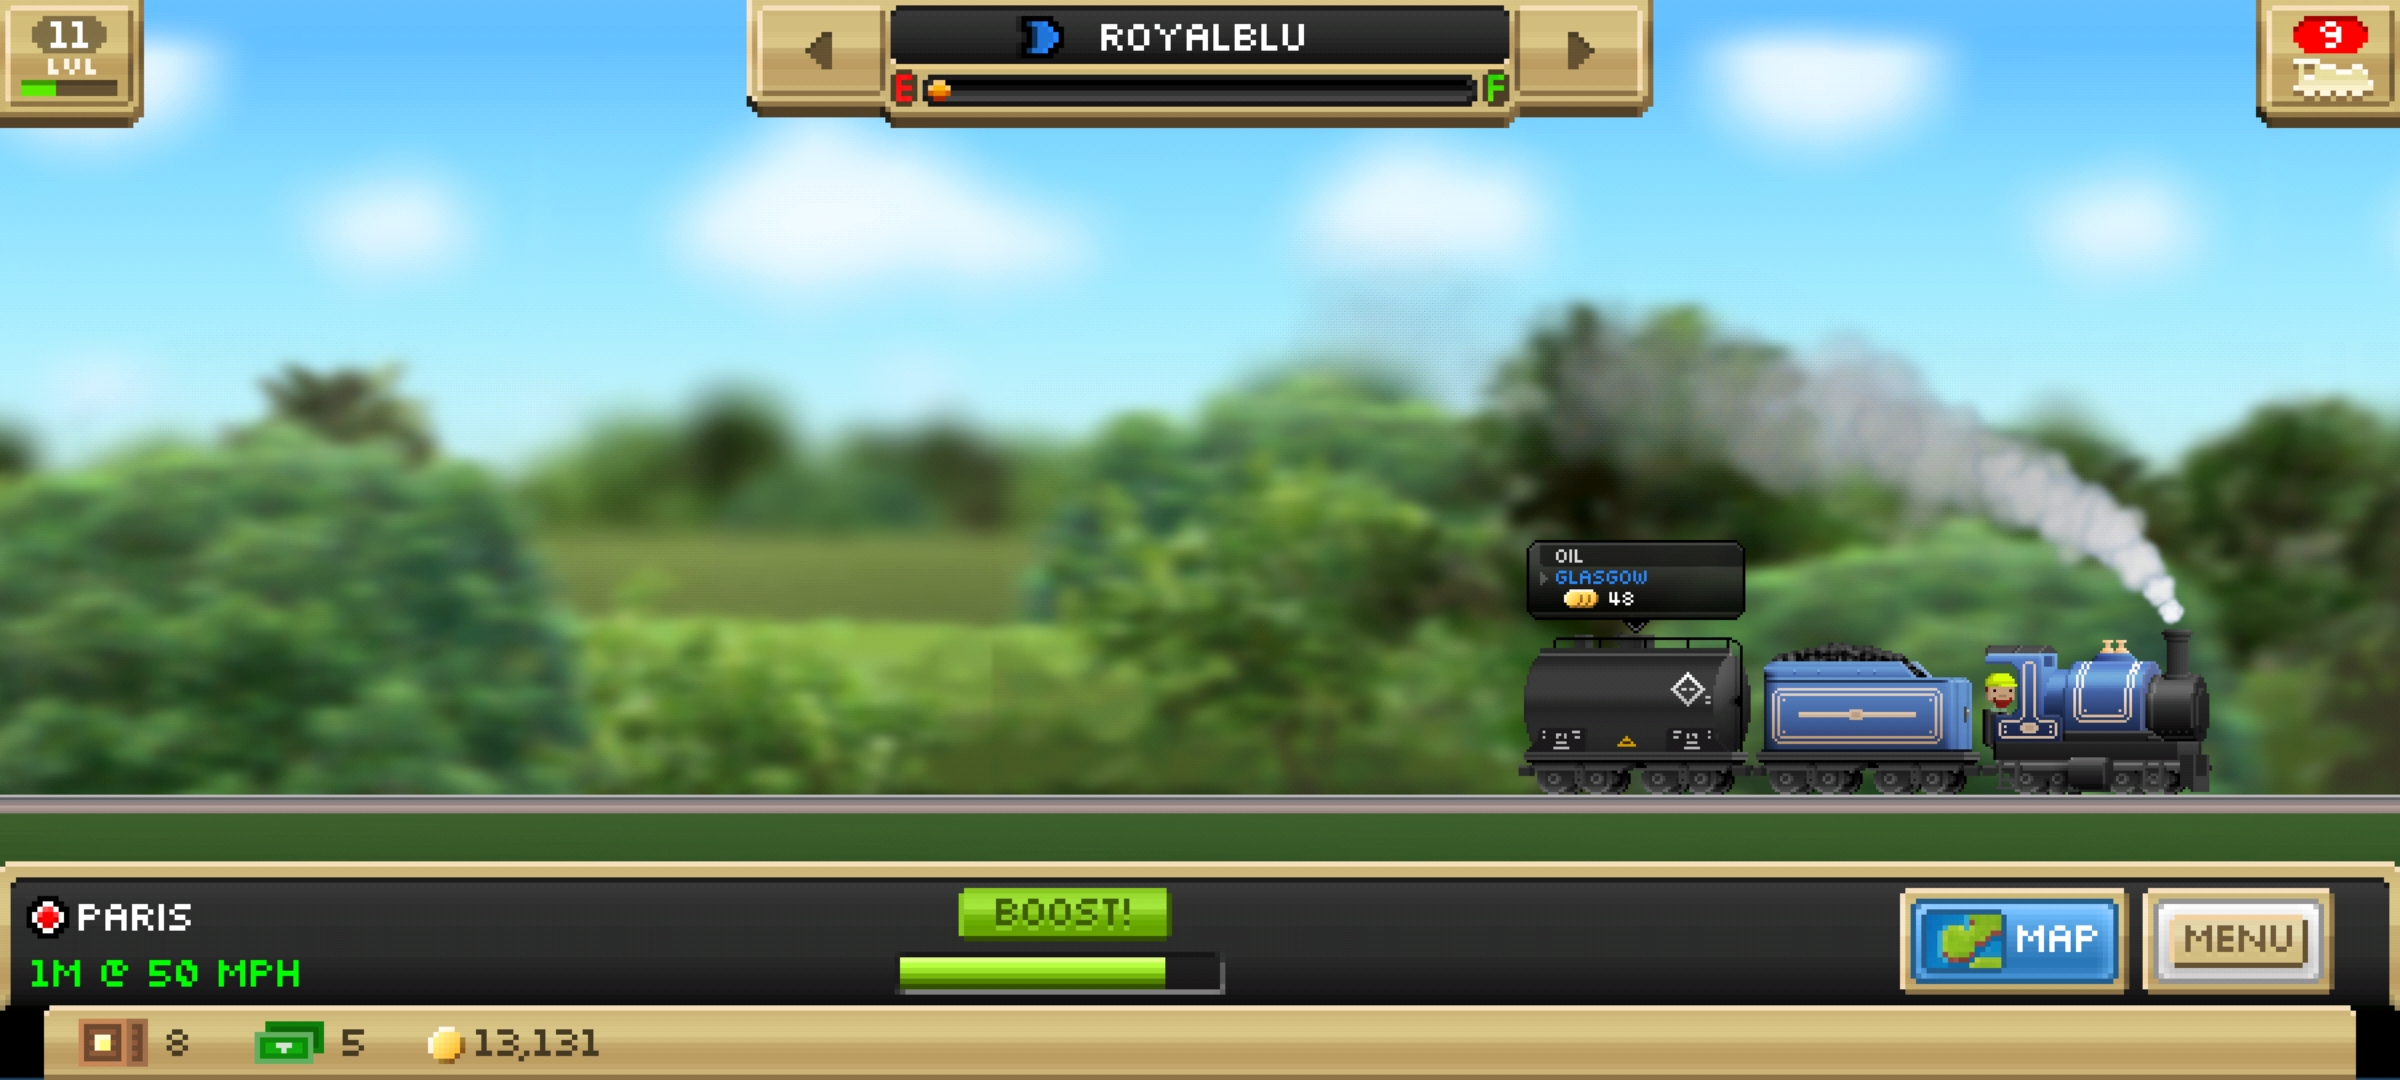 11
LVL
ROYALBLU
E F
9
OIL
GLASGOW
48
PARIS
1M @ 50 MPH
BOOST!
MAP
MENU
8 5 13,131